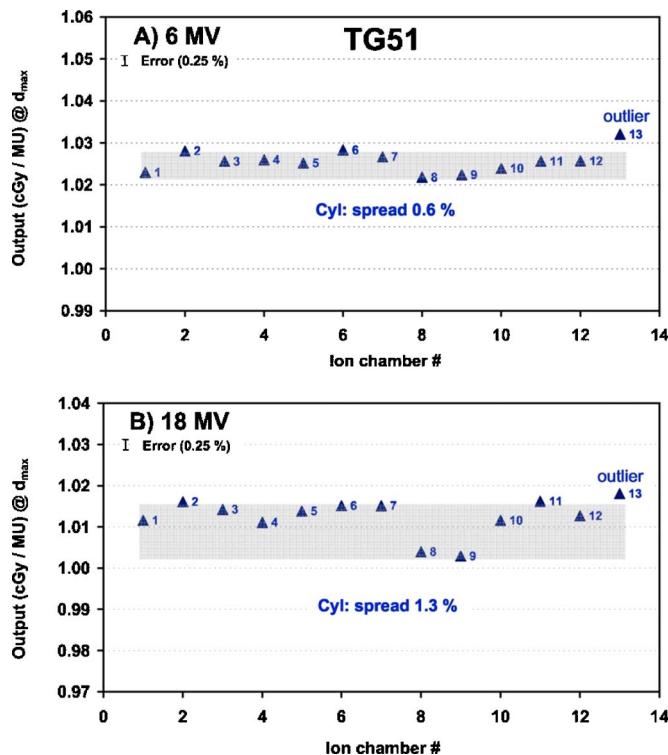 A) 6 MV
TG51
Error (0.25 %)
outlier
1 2 3 4 5 6 7 8 9 10 11 12 13
Cyl: spread 0.6 %
Output (cGy / MU) @ dmax
1.06
1.05
1.04
1.03
1.02
1.01
1.00
0.99
0 2 4 6 8 10 12 14
Ion chamber #
B) 18 MV
Error (0.25 %)
outlier
1 2 3 4 5 6 7 8 9 10 11 12 13
Cyl: spread 1.3 %
Output (cGy / MU) @ dmax
1.04
1.03
1.02
1.01
1.00
0.99
0.98
0.97
0 2 4 6 8 10 12 14
Ion chamber #